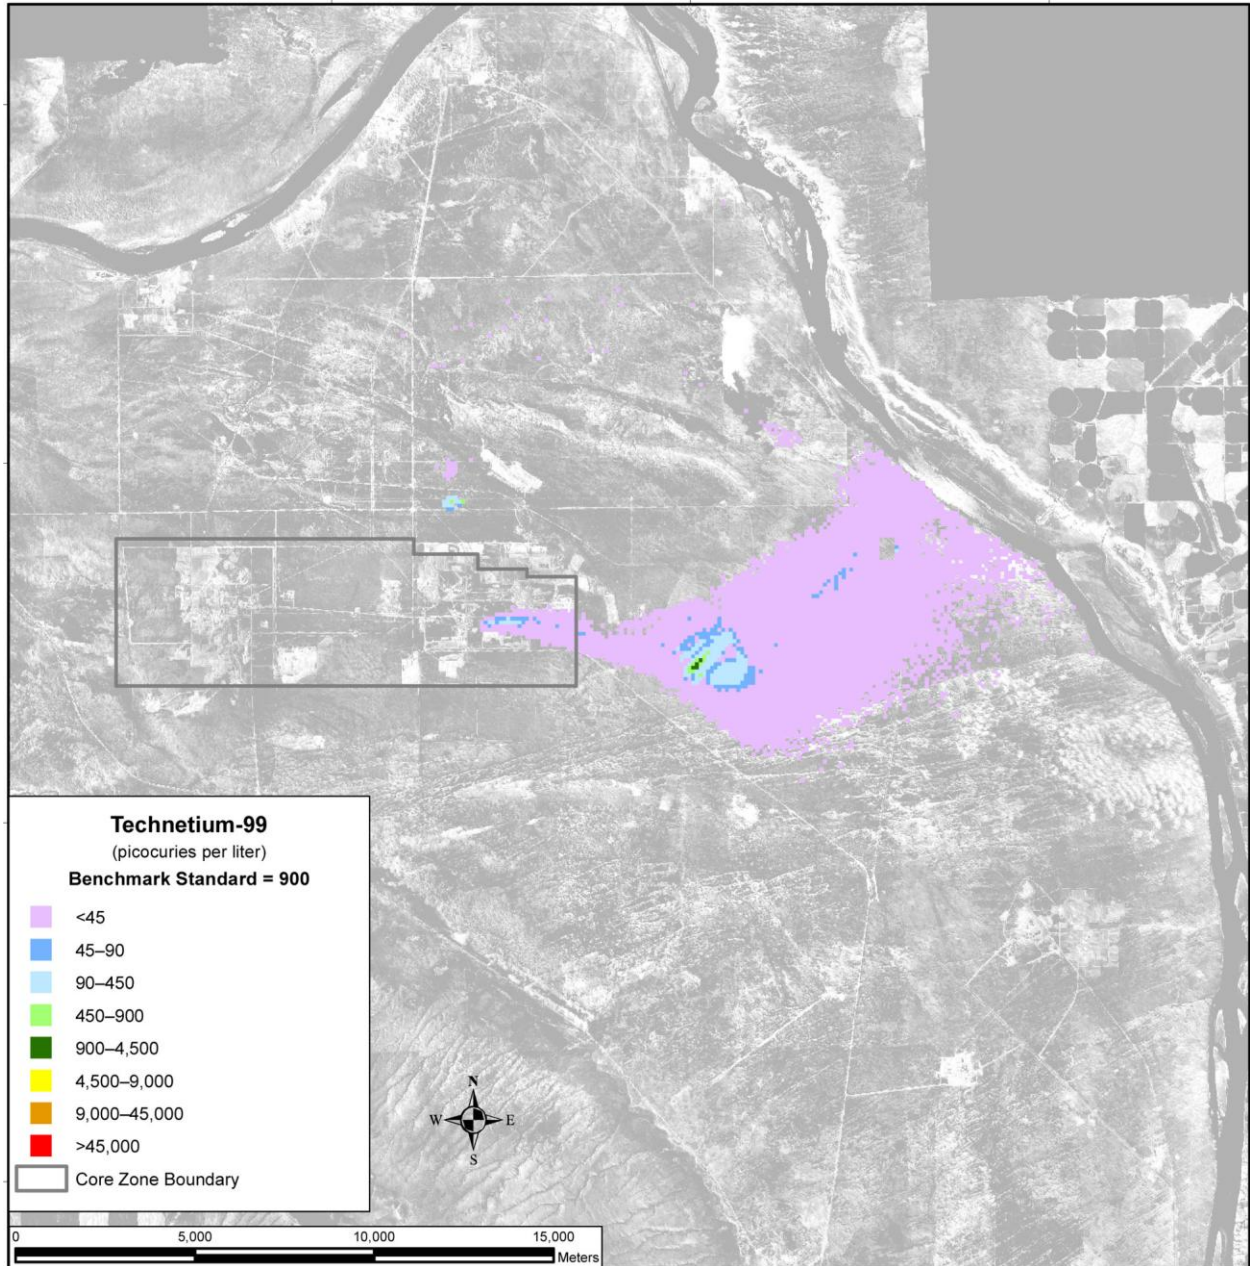 Technetium-99
(picocuries per liter)
Benchmark Standard = 900
<45
45–90
90–450
450–900
900–4,500
4,500–9,000
9,000–45,000
>45,000
Core Zone Boundary
N
W E
S
0 5,000 10,000 15,000
Meters